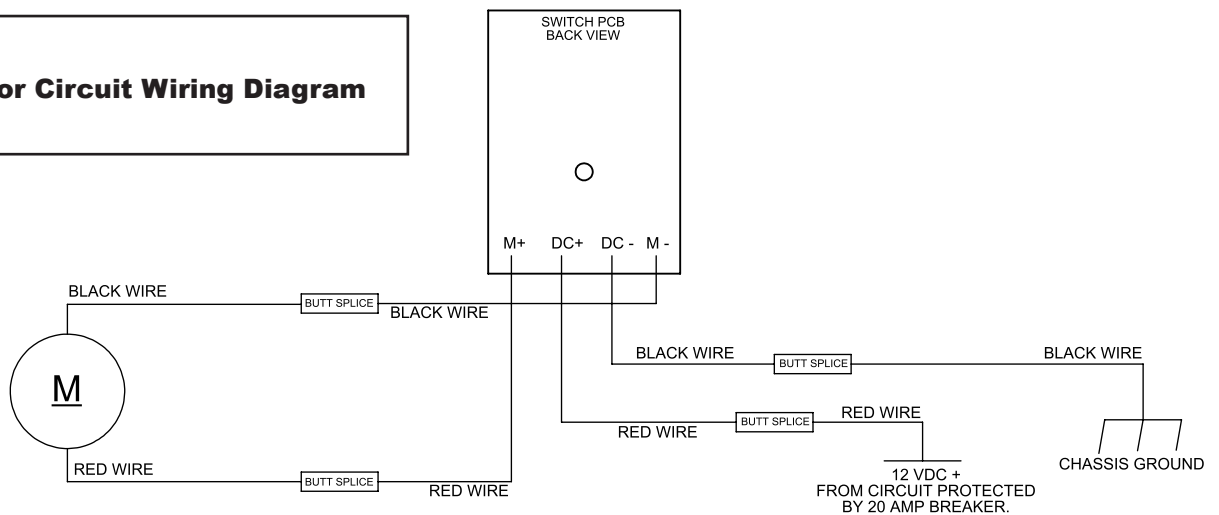 or Circuit Wiring Diagram
SWITCH PCB
BACK VIEW
M+ DC+ DC - M -
BLACK WIRE
BUTT SPLICE
BLACK WIRE
BLACK WIRE
BUTT SPLICE
BLACK WIRE
M
RED WIRE
BUTT SPLICE
RED WIRE
RED WIRE
BUTT SPLICE
RED WIRE
12 VDC +
FROM CIRCUIT PROTECTED
BY 20 AMP BREAKER.
CHASSIS GROUND